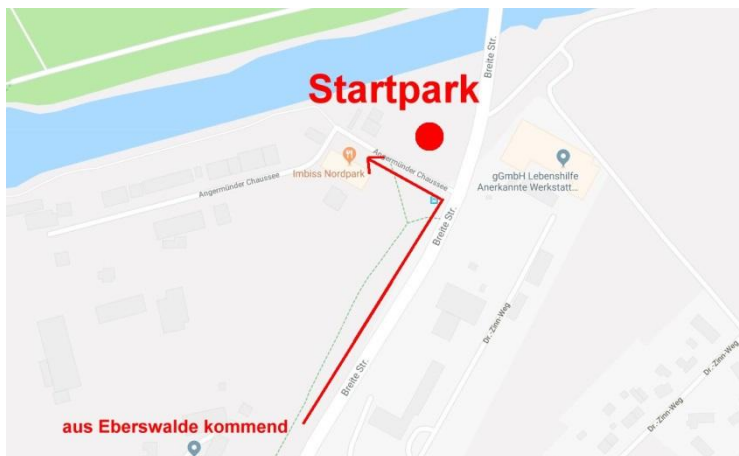 Breite Str.
Startpark
Angermünder Chaussee
Imbiss Nordpark
Angermünder Chaussee
gGmbH Lebenshilfe
Anerkannte Werkstatt...
Breite Str.
Dr.-Zinn-Weg
Dr.-Zinn-Weg
Breite Str.
Dr.-Zinn-Weg
aus Eberswalde kommend